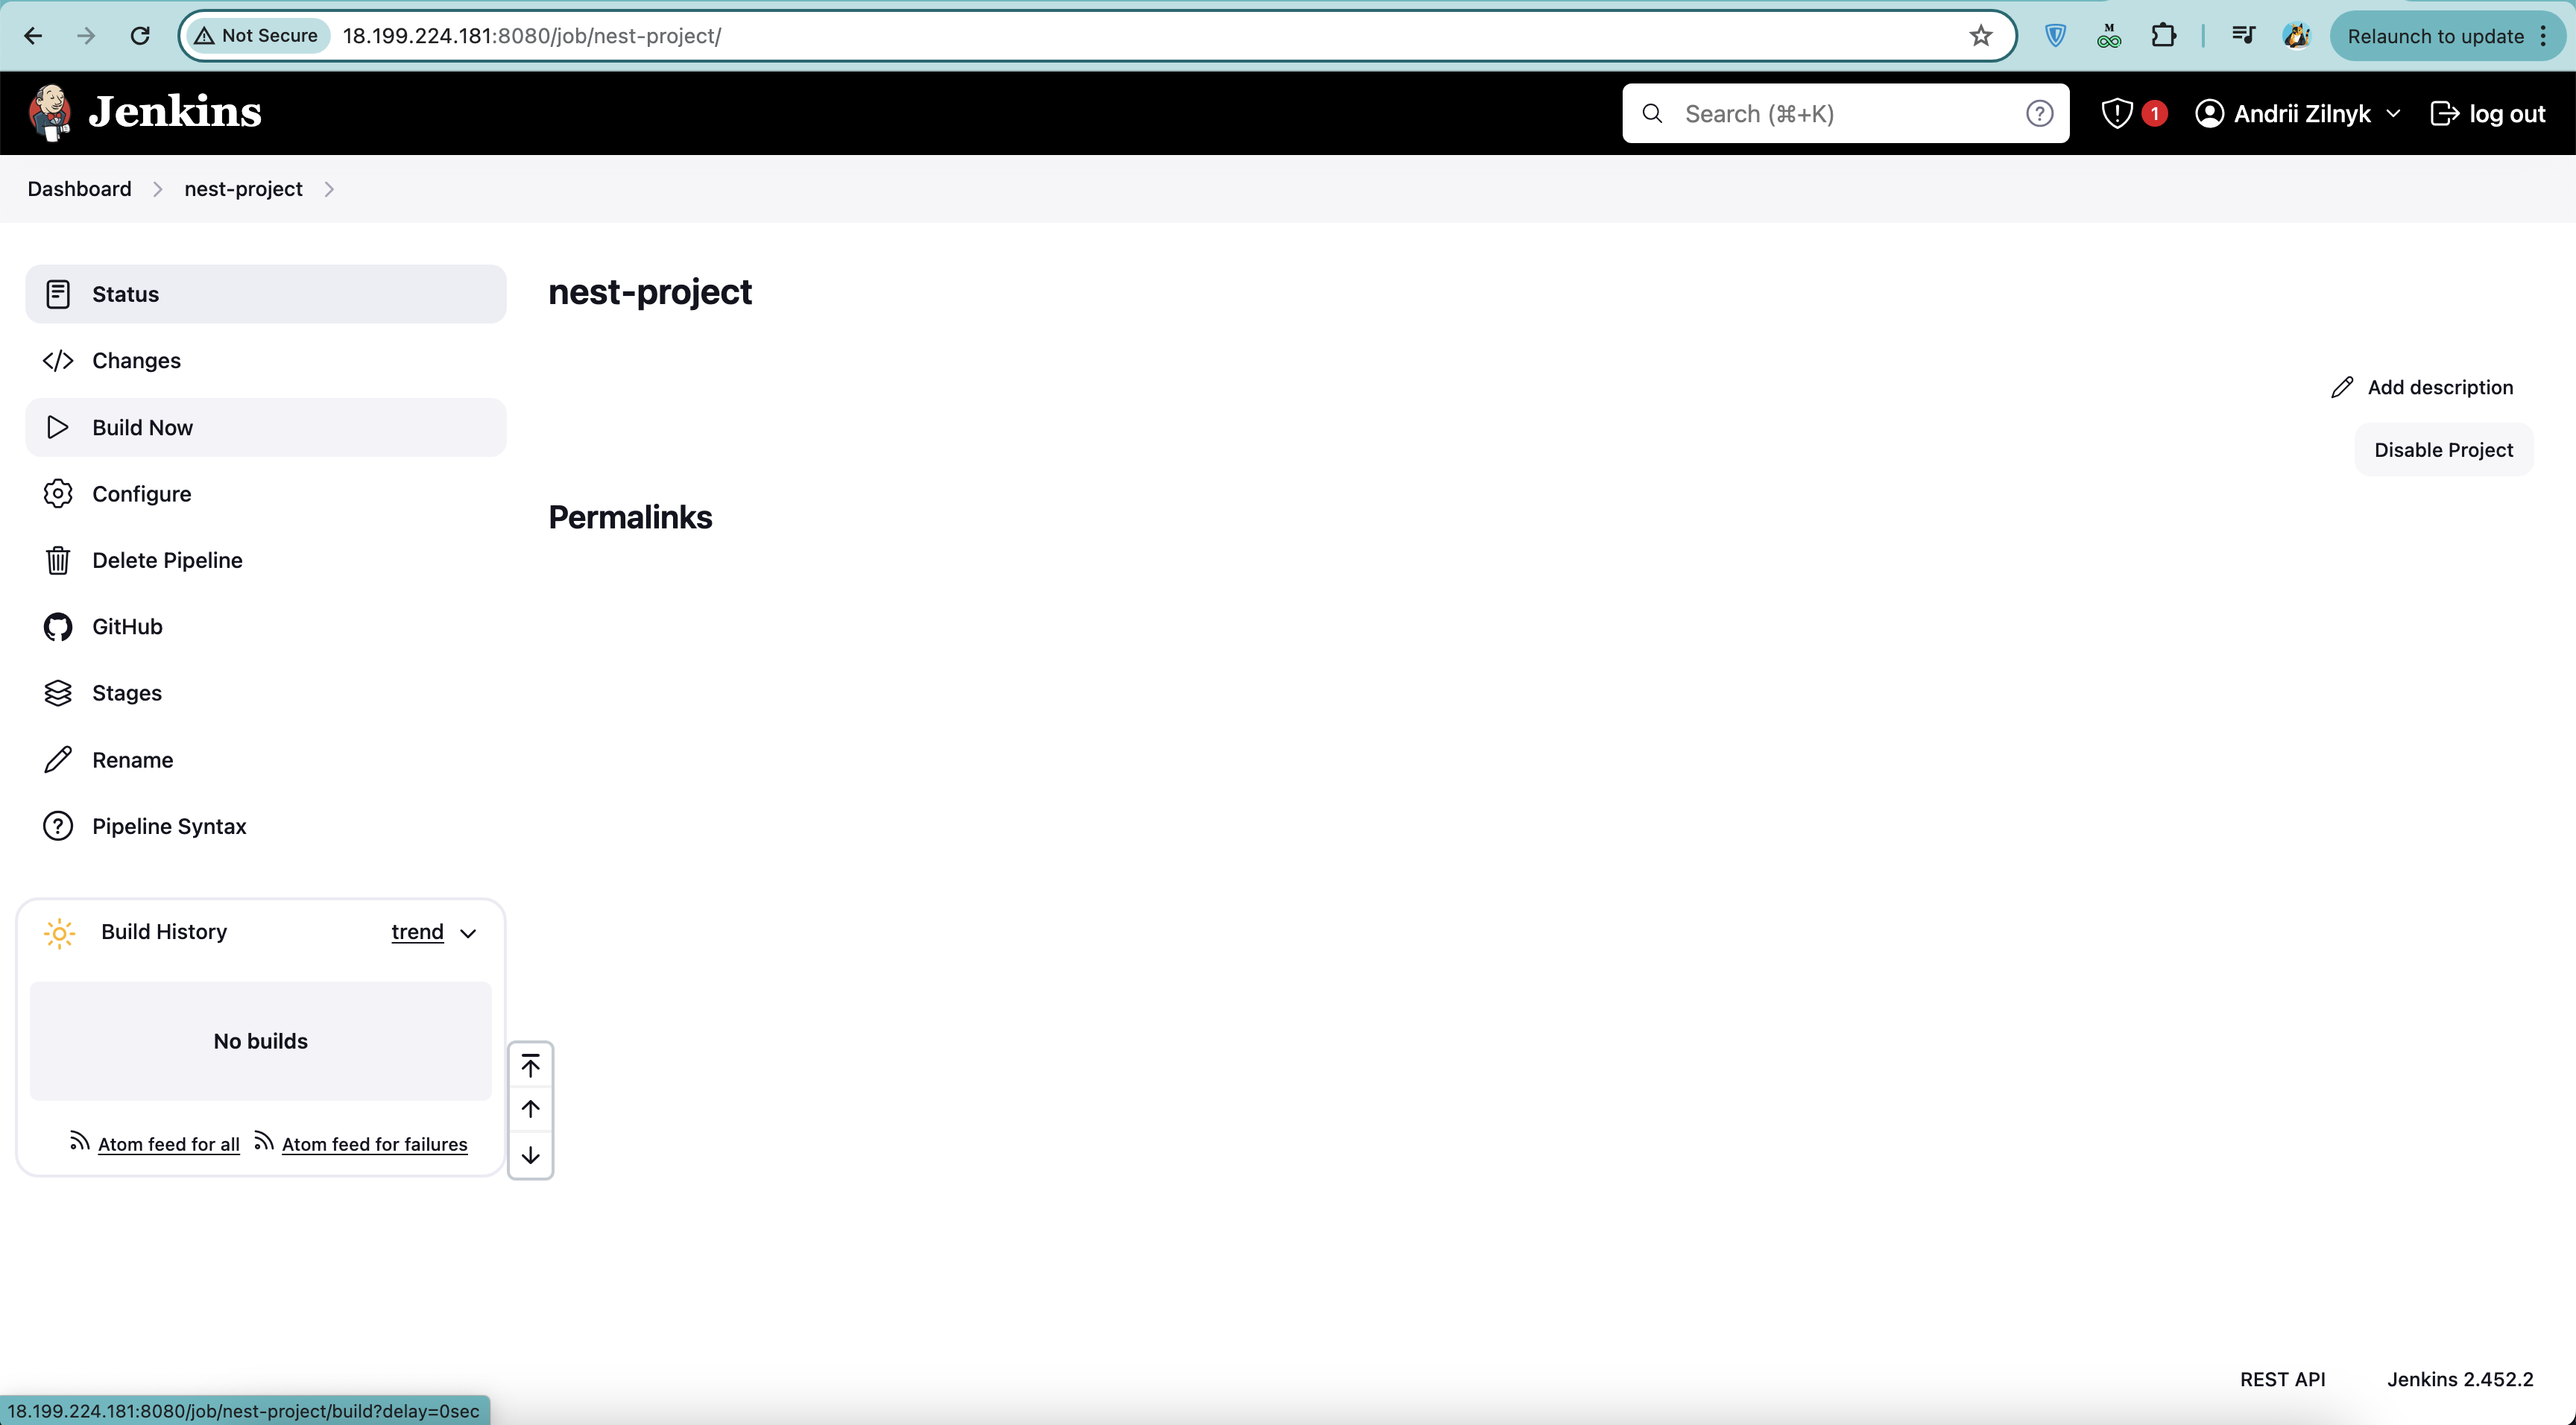 Not Secure 18.199.224.181:8080/job/nest-project/ M Relaunch to update
Jenkins Search (⌘+K) ? 1 Andrii Zilnyk log out
Dashboard nest-project
Status
Changes
Build Now
Configure
Delete Pipeline
GitHub
Stages
Rename
Pipeline Syntax
Build History trend
No builds
Atom feed for all Atom feed for failures
nest-project
Add description
Disable Project
Permalinks
REST API Jenkins 2.452.2
18.199.224.181:8080/job/nest-project/build?delay=0sec